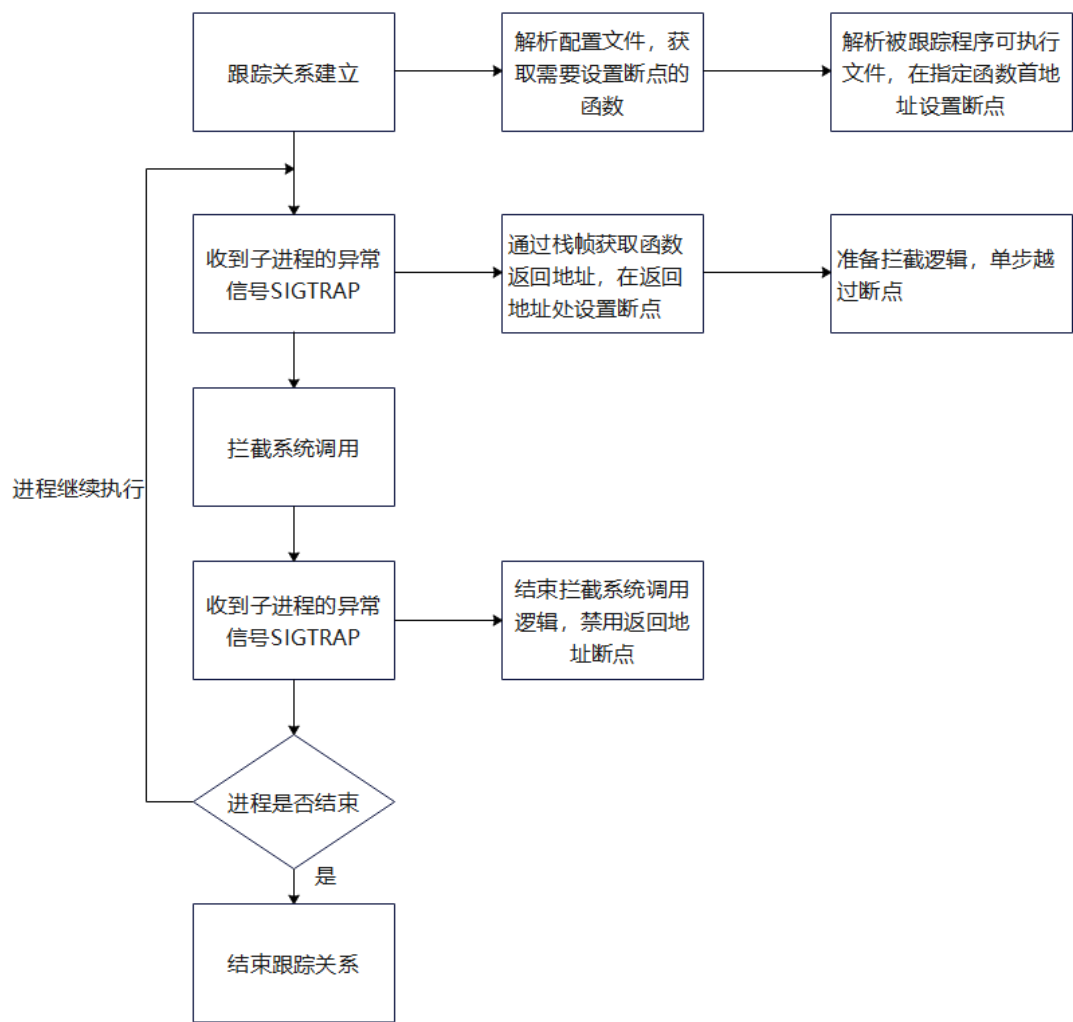 跟踪关系建立
解析配置文件，获
取需要设置断点的
函数
解析被跟踪程序可执行
文件，在指定函数首地
址设置断点
收到子进程的异常
信号SIGTRAP
通过栈帧获取函数
返回地址，在返回
地址处设置断点
准备拦截逻辑，单步越
过断点
拦截系统调用
进程继续执行
收到子进程的异常
信号SIGTRAP
结束拦截系统调用
逻辑，禁用返回地
址断点
进程是否结束
是
结束跟踪关系